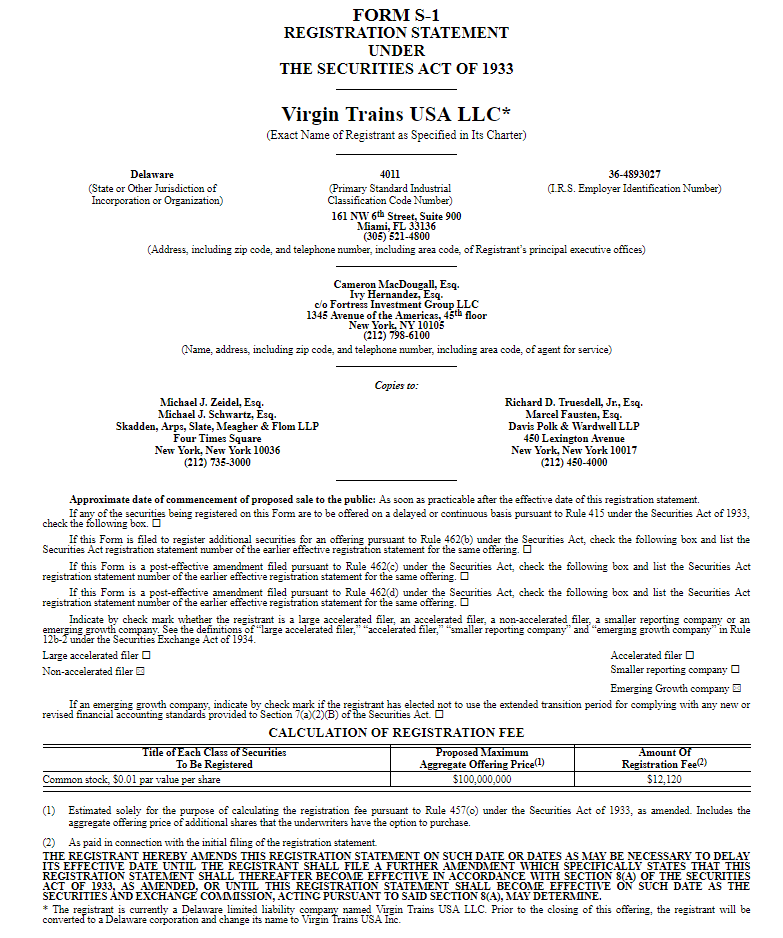 FORM S-1
REGISTRATION STATEMENT
UNDER
THE SECURITIES ACT OF 1933
Virgin Trains USA LLC*
(Exact Name of Registrant as Specified in Its Charter)
Delaware 4011 36-4893027
(State or Other Jurisdiction of (Primary Standard Industrial (I.R.S. Employer Identification Number)
Incorporation or Organization) Classification Code Number)
161 NW 6th Street, Suite 900
Miami, FL 33136
(305) 521-4800
(Address, including zip code, and telephone number, including area code, of Registrant's principal executive offices)
Cameron MacDougall, Esq.
Ivy Hernandez, Esq.
c/o Fortress Investment Group LLC
1345 Avenue of the Americas, 45th floor
New York, NY 10105
(212) 798-6100
(Name, address, including zip code, and telephone number, including area code, of agent for service)
Copies to:
Michael J. Zeidel, Esq. Richard D. Truesdell, Jr., Esq.
Michael J. Schwartz, Esq. Marcel Fausten, Esq.
Skadden, Arps, Slate, Meagher & Flom LLP Davis Polk & Wardwell LLP
Four Times Square 450 Lexington Avenue
New York, New York 10036 New York, New York 10017
(212) 735-3000 (212) 450-4000
Approximate date of commencement of proposed sale to the public: As soon as practicable after the effective date of this registration statement.
If any of the securities being registered on this Form are to be offered on a delayed or continuous basis pursuant to Rule 415 under the Securities Act of 1933,
check the following box. ☐
If this Form is filed to register additional securities for an offering pursuant to Rule 462(b) under the Securities Act, check the following box and list the
Securities Act registration statement number of the earlier effective registration statement for the same offering. ☐
If this Form is a post-effective amendment filed pursuant to Rule 462(c) under the Securities Act, check the following box and list the Securities Act
registration statement number of the earlier effective registration statement for the same offering. ☐
If this Form is a post-effective amendment filed pursuant to Rule 462(d) under the Securities Act, check the following box and list the Securities Act
registration statement number of the earlier effective registration statement for the same offering. ☐
Indicate by check mark whether the registrant is a large accelerated filer, an accelerated filer, a non-accelerated filer, a smaller reporting company or an
emerging growth company. See the definitions of "large accelerated filer," "accelerated filer," "smaller reporting company" and "emerging growth company" in Rule
12b-2 under the Securities Exchange Act of 1934.
Large accelerated filer ☐ Accelerated filer ☐
Non-accelerated filer ☒ Smaller reporting company ☐
Emerging Growth company ☒
If an emerging growth company, indicate by check mark if the registrant has elected not to use the extended transition period for complying with any new or
revised financial accounting standards provided to Section 7(a)(2)(B) of the Securities Act. ☐
CALCULATION OF REGISTRATION FEE
Title of Each Class of Securities Proposed Maximum Amount Of
To Be Registered Aggregate Offering Price(1) Registration Fee(2)
Common stock, $0.01 par value per share $100,000,000 $12,120
(1) Estimated solely for the purpose of calculating the registration fee pursuant to Rule 457(o) under the Securities Act of 1933, as amended. Includes the
aggregate offering price of additional shares that the underwriters have the option to purchase.
(2) As paid in connection with the initial filing of the registration statement.
THE REGISTRANT HEREBY AMENDS THIS REGISTRATION STATEMENT ON SUCH DATE OR DATES AS MAY BE NECESSARY TO DELAY
ITS EFFECTIVE DATE UNTIL THE REGISTRANT SHALL FILE A FURTHER AMENDMENT WHICH SPECIFICALLY STATES THAT THIS
REGISTRATION STATEMENT SHALL THEREAFTER BECOME EFFECTIVE IN ACCORDANCE WITH SECTION 8(A) OF THE SECURITIES
ACT OF 1933, AS AMENDED, OR UNTIL THIS REGISTRATION STATEMENT SHALL BECOME EFFECTIVE ON SUCH DATE AS THE
SECURITIES AND EXCHANGE COMMISSION, ACTING PURSUANT TO SAID SECTION 8(A), MAY DETERMINE.
* The registrant is currently a Delaware limited liability company named Virgin Trains USA LLC. Prior to the closing of this offering, the registrant will be
converted to a Delaware corporation and change its name to Virgin Trains USA Inc.